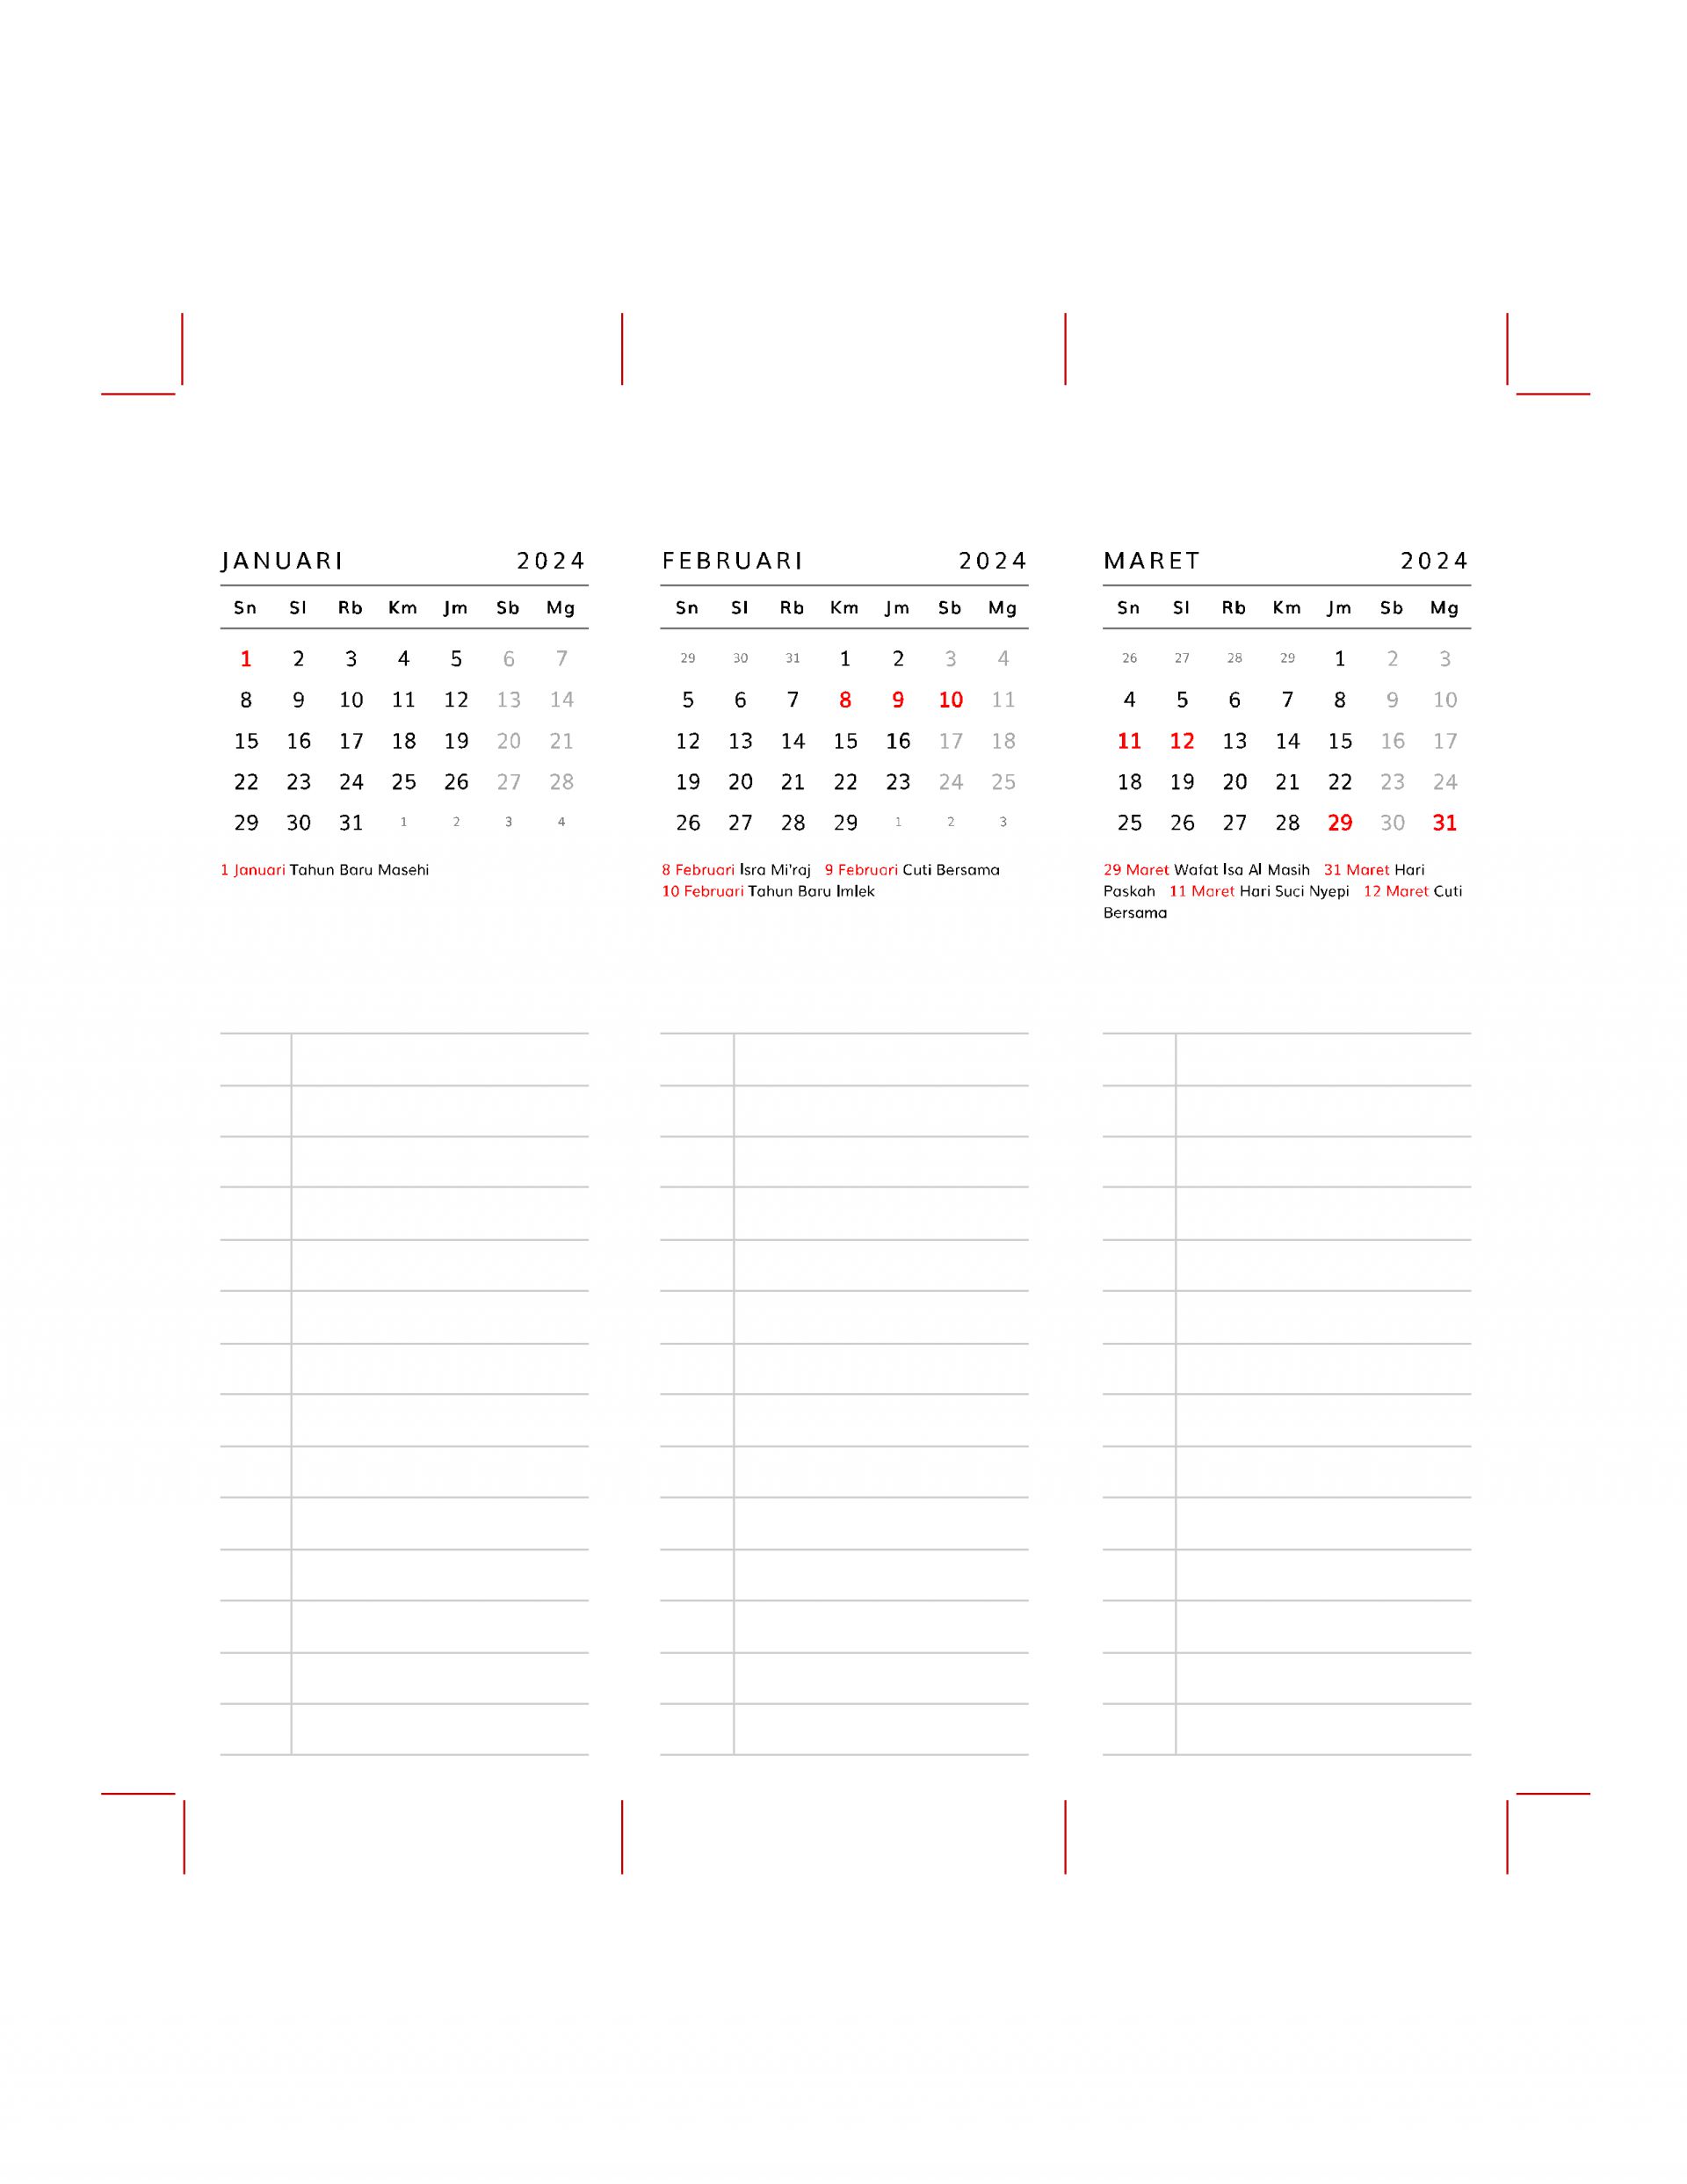 JANUARI 2024
Sn Sl Rb Km Jm Sb Mg
1 2 3 4 5 6 7
8 9 10 11 12 13 14
15 16 17 18 19 20 21
22 23 24 25 26 27 28
29 30 31 1 2 3 4
1 Januari Tahun Baru Masehi
FEBRUARI 2024
Sn Sl Rb Km Jm Sb Mg
29 30 31 1 2 3 4
5 6 7 8 9 10 11
12 13 14 15 16 17 18
19 20 21 22 23 24 25
26 27 28 29 1 2 3
8 Februari Isra Mi'raj 9 Februari Cuti Bersama
10 Februari Tahun Baru Imlek
MARET 2024
Sn Sl Rb Km Jm Sb Mg
26 27 28 29 1 2 3
4 5 6 7 8 9 10
11 12 13 14 15 16 17
18 19 20 21 22 23 24
25 26 27 28 29 30 31
29 Maret Wafat Isa Al Masih 31 Maret Hari
Paskah 11 Maret Hari Suci Nyepi 12 Maret Cuti
Bersama